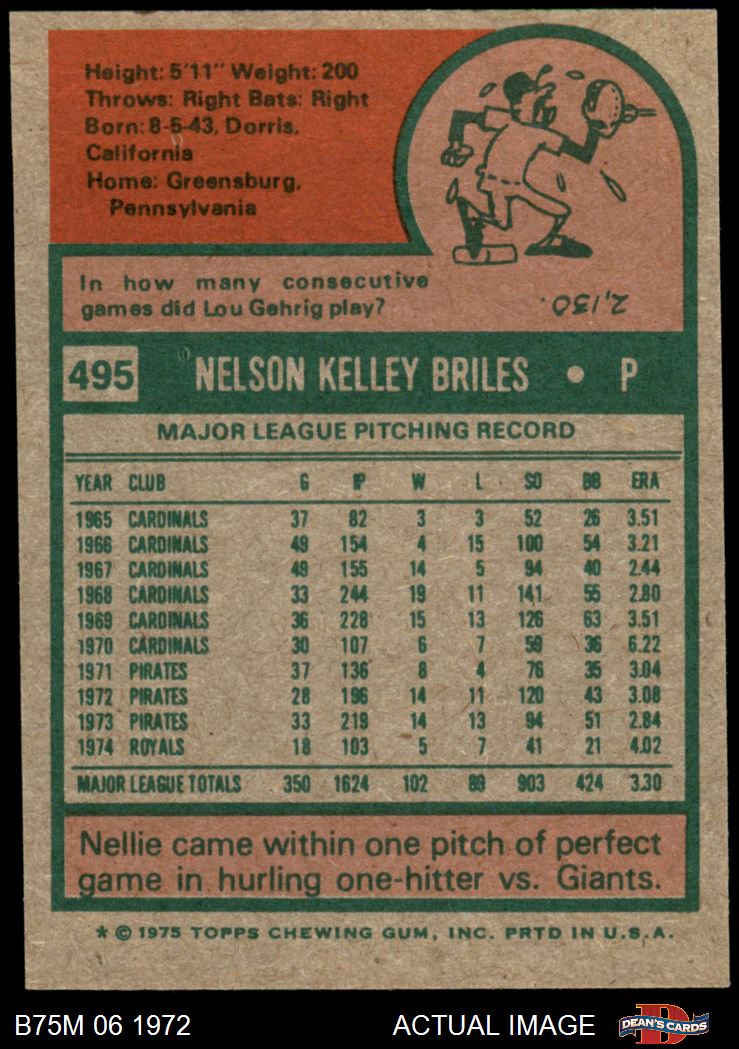 Height: 5'11" Weight: 200
Throws: Right Bats: Right
Born: 8-5-43, Dorris,
California
Home: Greensburg,
Pennsylvania
In how many consecutive
games did Lou Gehrig play?
2,130.
495 NELSON KELLEY BRILES • P
MAJOR LEAGUE PITCHING RECORD
YEAR CLUB G IP W L SO BB ERA
1965 CARDINALS 37 82 3 3 52 26 3.51
1966 CARDINALS 49 154 4 15 100 54 3.21
1967 CARDINALS 49 155 14 5 94 40 2.44
1968 CARDINALS 33 244 19 11 141 55 2.80
1969 CARDINALS 36 228 15 13 126 63 3.51
1970 CARDINALS 30 107 6 7 59 36 6.22
1971 PIRATES 37 136 8 4 76 35 3.04
1972 PIRATES 28 196 14 11 120 43 3.08
1973 PIRATES 33 219 14 13 94 51 2.84
1974 ROYALS 18 103 5 7 41 21 4.02
MAJOR LEAGUE TOTALS 350 1624 102 89 903 424 3.30
Nellie came within one pitch of perfect
game in hurling one-hitter vs. Giants.
* © 1975 TOPPS CHEWING GUM, INC. PRTD IN U.S.A.
B75M 06 1972 ACTUAL IMAGE D DEAN'S CARDS